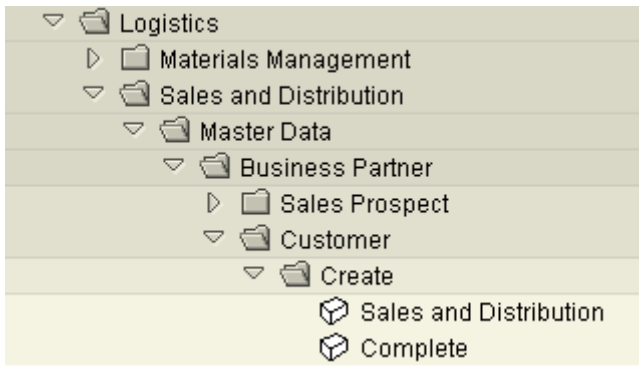 Logistics
Materials Management
Sales and Distribution
Master Data
Business Partner
Sales Prospect
Customer
Create
Sales and Distribution
Complete